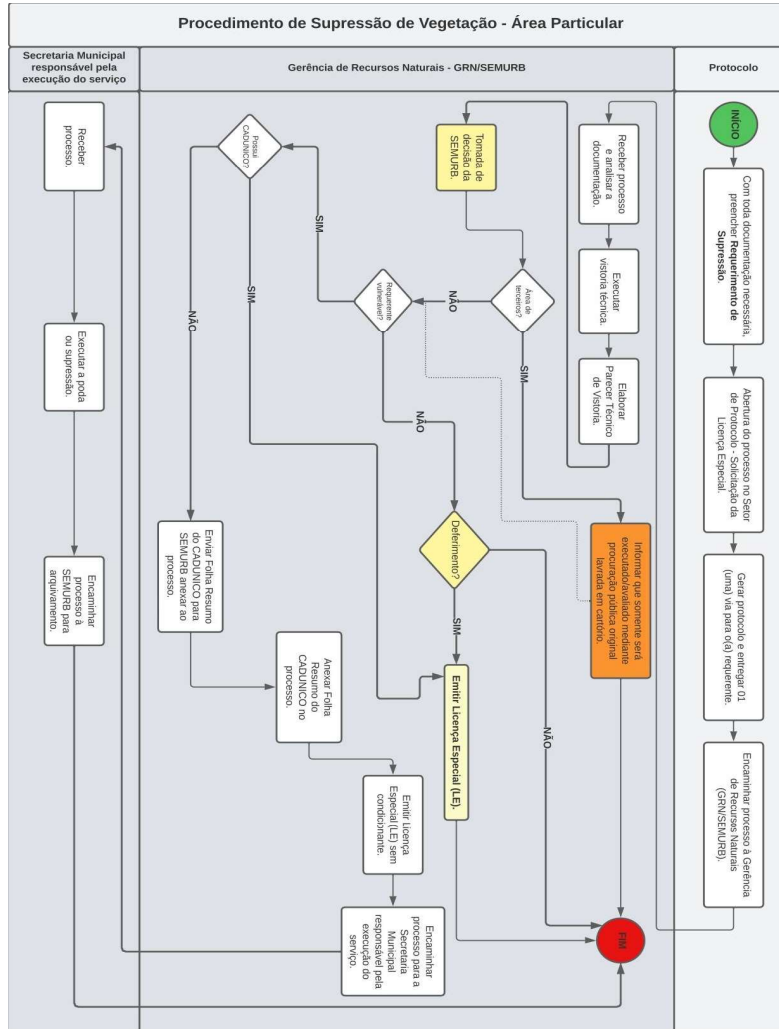 Procedimento de Supressão de Vegetação - Área Particular
Protocolo
INÍCIO
Com toda documentação necessária,
preencher Requerimento de
Supressão.
Abertura do processo no Setor
de Protocolo - Solicitação da
Licença Especial.
Gerar protocolo e entregar 01
(uma) via para o(a) requerente.
Encaminhar processo à Gerência
de Recurses Naturais
(GRN/SEMURB).
Gerência de Recursos Naturais - GRN/SEMURB
Receber processo
e analisar a
documentação.
Executar
vistoria técnica.
Elaborar
Parecer Técnico
de Vistoria.
Tomada de
decisão da
SEMURB.
Área de
terceiros?
SIM
Informar que somente será
executado/avaliado mediante
procuração pública original
lavrada em cartório.
FIM
NÃO
Requerente
vulnerável?
NÃO
Deferimento?
NÃO
SIM
Emitir Licença Especial (LE).
SIM
Possui
CADUNICO?
SIM
NÃO
Enviar Folha Resumo
do CADUNICO para
SEMURB anexar ao
processo.
Anexar Folha
Resumo do
CADUNICO no
processo.
Emitir Licença
Especial (LE) sem
condicionante.
Encaminhar
processo para a
Secretaria
Municipal
responsável pela
execução do
serviço.
Secretaria Municipal
responsável pela
execução do serviço
Receber
processo.
Executar a poda
ou supressão.
Encaminhar
processo à
SEMURB para
arquivamento.